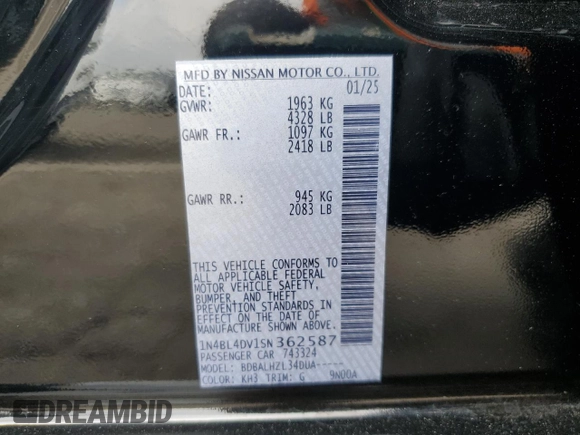 MFD BY NISSAN MOTOR CO., LTD.
DATE: 01/25
GVWR: 1963 KG
4328 LB
GAWR FR.: 1097 KG
2418 LB
GAWR RR.: 945 KG
2083 LB
THIS VEHICLE CONFORMS TO
ALL APPLICABLE FEDERAL
MOTOR VEHICLE SAFETY,
BUMPER, AND THEFT
PREVENTION STANDARDS IN
EFFECT ON THE DATE OF
MANUFACTURE SHOWN ABOVE.
1N4BL4DV1SN362587
PASSENGER CAR 743324
MODEL: BDBALHZL34DUA-----
COLOR: KH3 TRIM: G 9N00A
DREAMBID